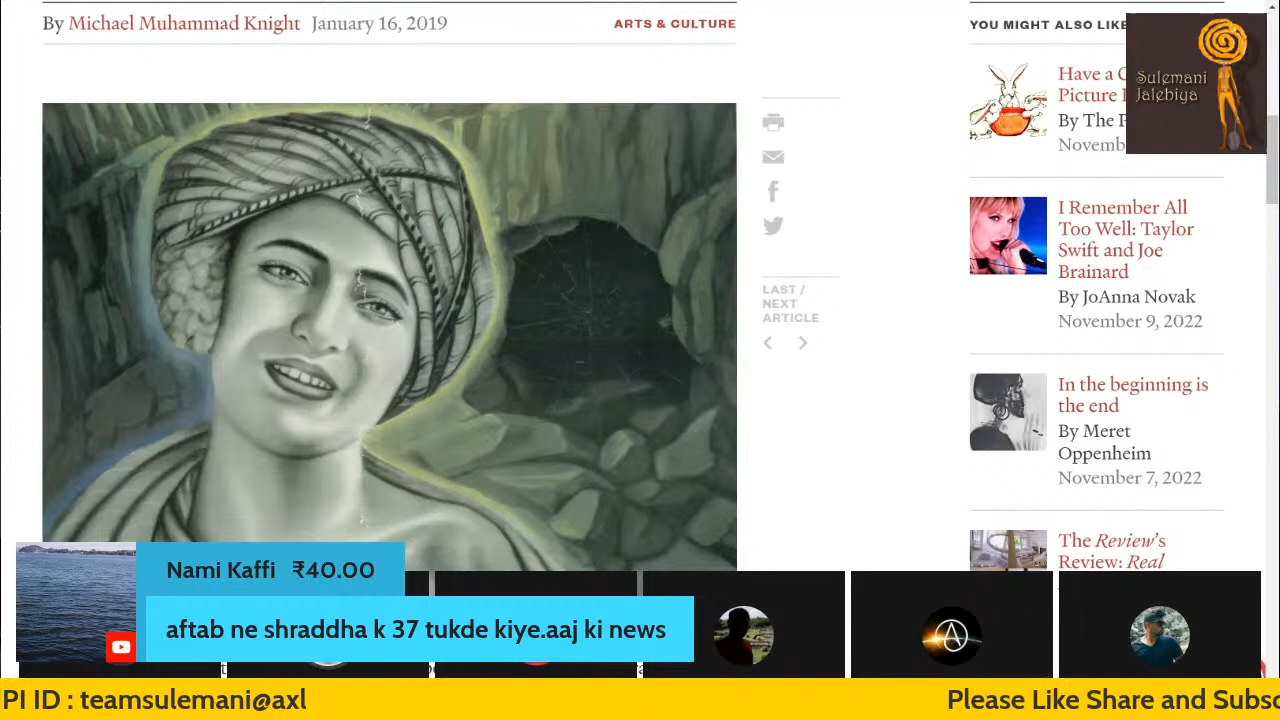 By Michael Muhammad Knight January 16, 2019
ARTS & CULTURE
YOU MIGHT ALSO LIKE
Sulemani
Jalebiya
Have a
Picture
By The
I Remember All
Too Well: Taylor
Swift and Joe
Brainard
By JoAnna Novak
November 9, 2022
LAST /
NEXT
ARTICLE
In the beginning is
the end
By Meret
Oppenheim
November 7, 2022
The Review's
Review: Real
Nami Kaffi ₹40.00
aftab ne shraddha k 37 tukde kiye.aaj ki news
UPI ID : teamsulemani@axl
Please Like Share and Subsc